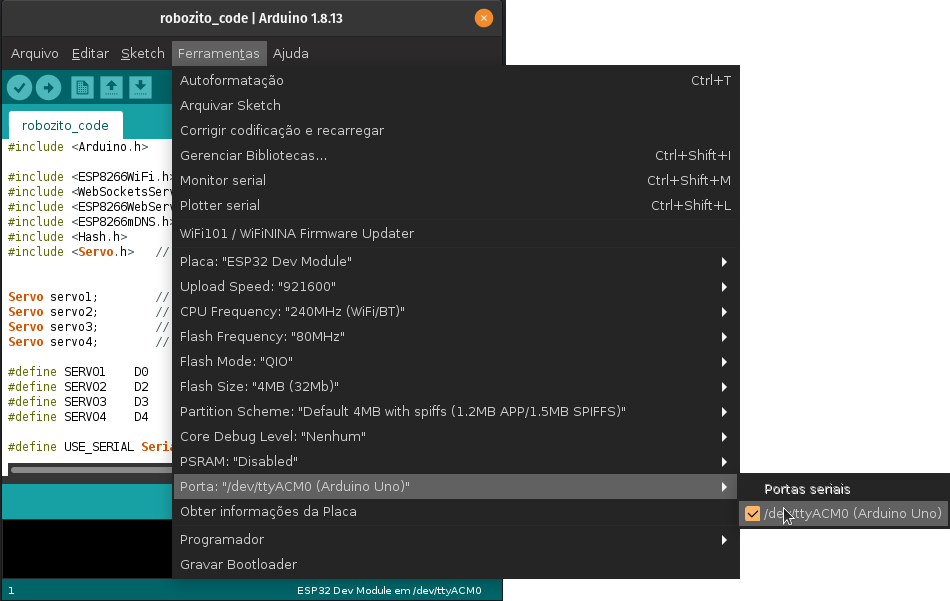 robozito_code | Arduino 1.8.13
Arquivo Editar Sketch Ferramentas Ajuda
robozito_code
#include <Arduino.h>
#include <ESP8266WiFi.h>
#include <WebSocketsServ
#include <ESP8266WebServ
#include <ESP8266mDNS.h>
#include <Hash.h>
#include <Servo.h> //
Servo servo1; //
Servo servo2; //
Servo servo3; //
Servo servo4; //
#define SERVO1 D0
#define SERVO2 D2
#define SERVO3 D3
#define SERVO4 D4
#define USE_SERIAL Seria
Autoformatação Ctrl+T
Arquivar Sketch
Corrigir codificação e recarregar
Gerenciar Bibliotecas... Ctrl+Shift+I
Monitor serial Ctrl+Shift+M
Plotter serial Ctrl+Shift+L
WiFi101 / WiFiNINA Firmware Updater
Placa: "ESP32 Dev Module"
Upload Speed: "921600"
CPU Frequency: "240MHz (WiFi/BT)"
Flash Frequency: "80MHz"
Flash Mode: "QIO"
Flash Size: "4MB (32Mb)"
Partition Scheme: "Default 4MB with spiffs (1.2MB APP/1.5MB SPIFFS)"
Core Debug Level: "Nenhum"
PSRAM: "Disabled"
Porta: "/dev/ttyACM0 (Arduino Uno)"
Obter informações da Placa
Programador
Gravar Bootloader
Portas seriais
/dev/ttyACM0 (Arduino Uno)
1 ESP32 Dev Module em /dev/ttyACM0